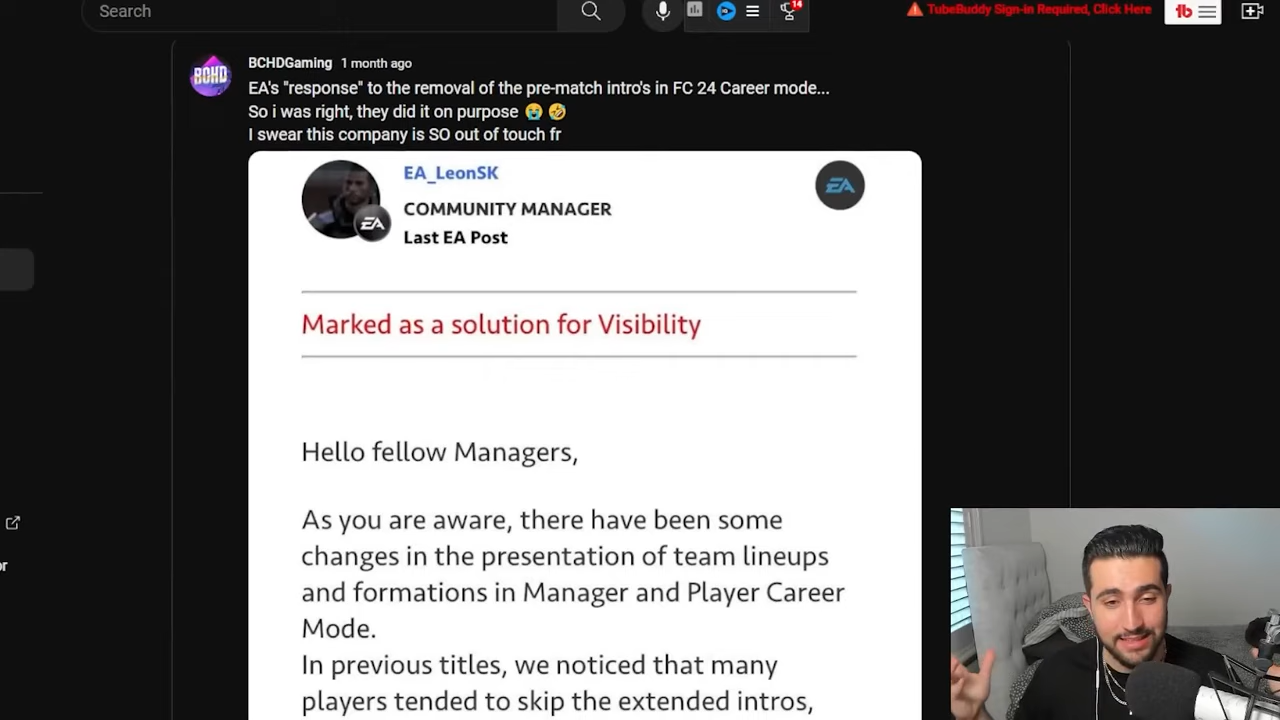 Search
14
TubeBuddy Sign-in Required, Click Here
tb
BCHD
BCHDGaming 1 month ago
EA's "response" to the removal of the pre-match intro's in FC 24 Career mode...
So i was right, they did it on purpose 😭 🤣
I swear this company is SO out of touch fr
EA_LeonSK
EA
COMMUNITY MANAGER
EA
Last EA Post
Marked as a solution for Visibility
Hello fellow Managers,
As you are aware, there have been some
changes in the presentation of team lineups
and formations in Manager and Player Career
Mode.
or
In previous titles, we noticed that many
players tended to skip the extended intros,